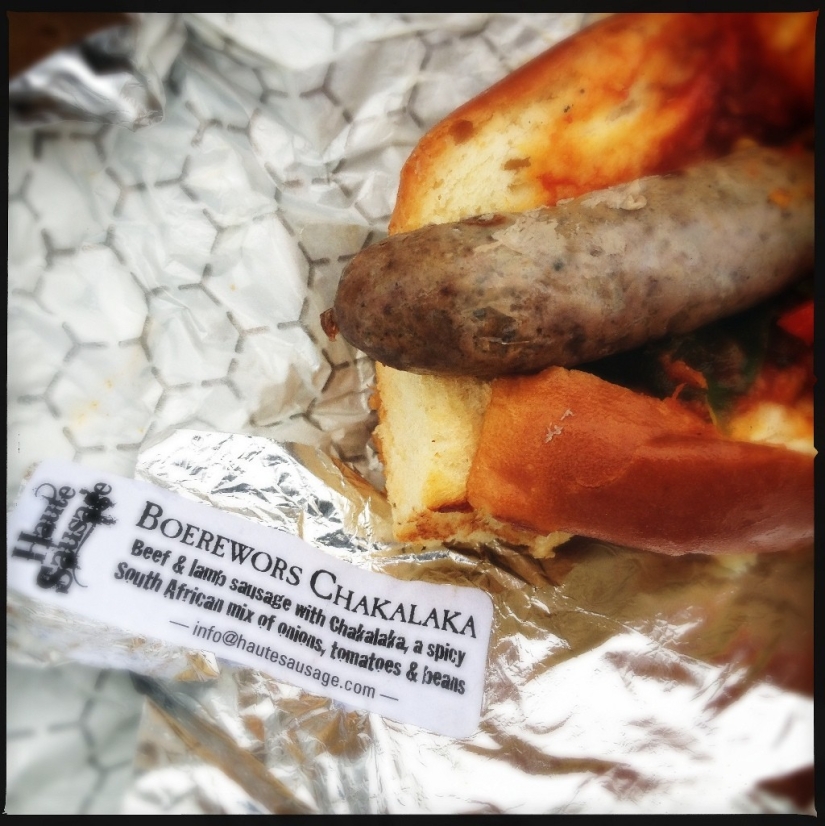 Haute
Sausage
BOEREWORS CHAKALAKA
Beef & lamb sausage with Chakalaka, a spicy
South African mix of onions, tomatoes & beans
— info@hautesausage.com —